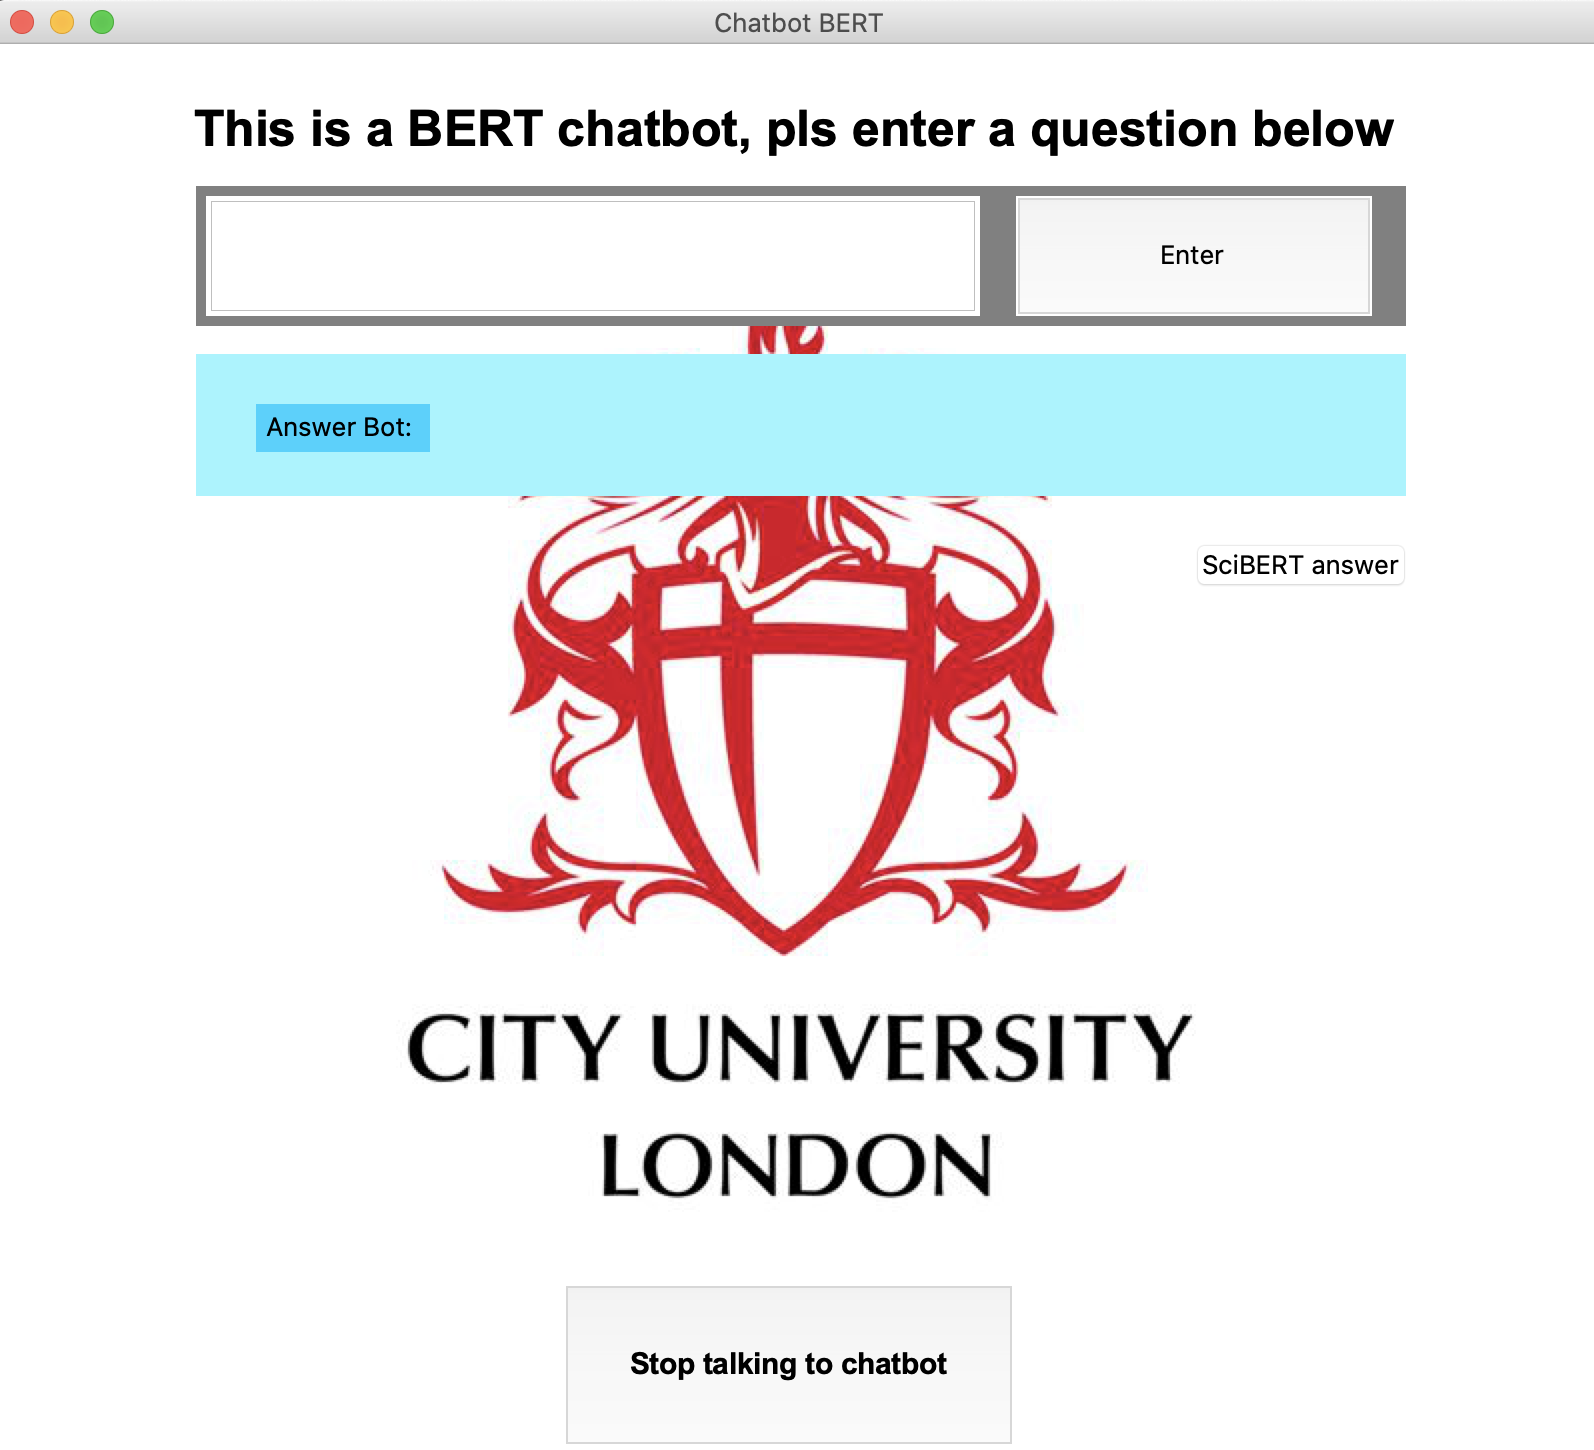 Chatbot BERT
This is a BERT chatbot, pls enter a question below
Enter
Answer Bot:
SciBERT answer
CITY UNIVERSITY
LONDON
Stop talking to chatbot